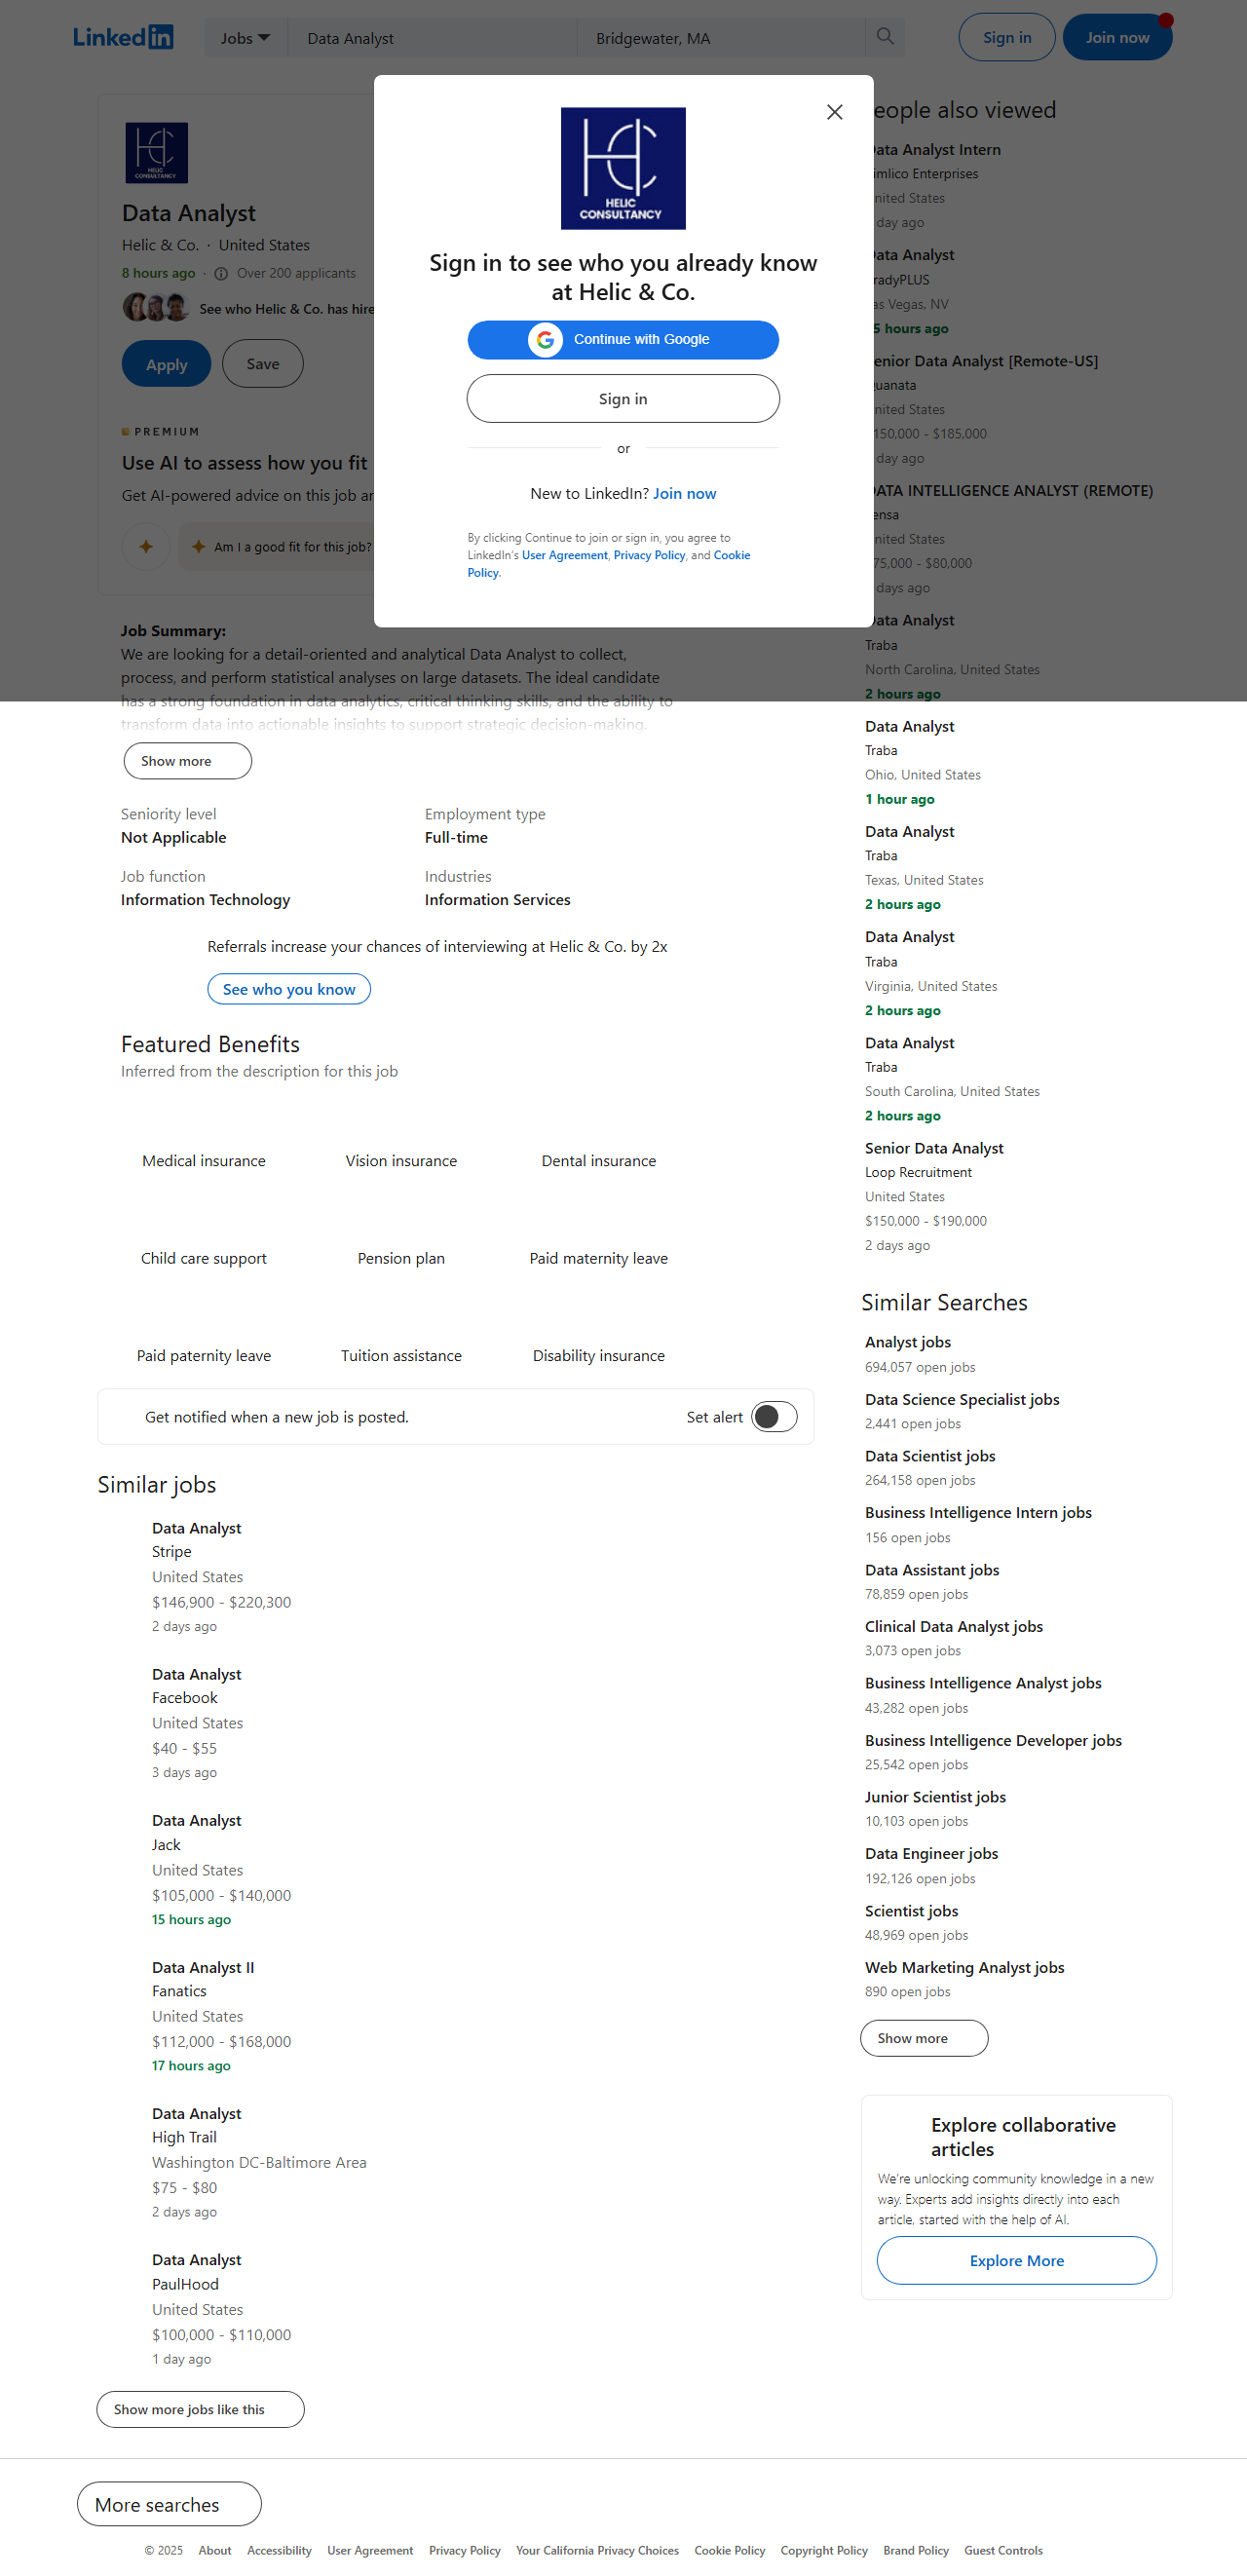 LinkedIn
Jobs
Data Analyst
Bridgewater, MA
Sign in
Join now
HELIC
CONSULTANCY
Data Analyst
Helic & Co. · United States
8 hours ago · Over 200 applicants
See who Helic & Co. has hire
Apply
Save
PREMIUM
Use AI to assess how you fit
Get AI-powered advice on this job
Am I a good fit for this job?
HELIC
CONSULTANCY
Sign in to see who you already know
at Helic & Co.
Continue with Google
Sign in
or
New to LinkedIn? Join now
By clicking Continue to join or sign in, you agree to
LinkedIn's User Agreement, Privacy Policy, and Cookie
Policy.
Job Summary:
We are looking for a detail-oriented and analytical Data Analyst to collect,
process, and perform statistical analyses on large datasets. The ideal candidate
has a strong foundation in data analytics, critical thinking skills, and the ability to
transform data into actionable insights to support strategic decision-making.
Show more
Seniority level
Not Applicable
Employment type
Full-time
Job function
Information Technology
Industries
Information Services
Referrals increase your chances of interviewing at Helic & Co. by 2x
See who you know
Featured Benefits
Inferred from the description for this job
Medical insurance
Vision insurance
Dental insurance
Child care support
Pension plan
Paid maternity leave
Paid paternity leave
Tuition assistance
Disability insurance
Get notified when a new job is posted.
Set alert
Similar jobs
Data Analyst
Stripe
United States
$146,900 - $220,300
2 days ago
Data Analyst
Facebook
United States
$40 - $55
3 days ago
Data Analyst
Jack
United States
$105,000 - $140,000
15 hours ago
Data Analyst II
Fanatics
United States
$112,000 - $168,000
17 hours ago
Data Analyst
High Trail
Washington DC-Baltimore Area
$75 - $80
2 days ago
Data Analyst
PaulHood
United States
$100,000 - $110,000
1 day ago
Show more jobs like this
eople also viewed
ata Analyst Intern
mlico Enterprises
nited States
day ago
ata Analyst
radyPLUS
as Vegas, NV
5 hours ago
enior Data Analyst [Remote-US]
uanata
nited States
150,000 - $185,000
day ago
ATA INTELLIGENCE ANALYST (REMOTE)
ensa
nited States
75,000 - $80,000
days ago
ata Analyst
Traba
North Carolina, United States
2 hours ago
Data Analyst
Traba
Ohio, United States
1 hour ago
Data Analyst
Traba
Texas, United States
2 hours ago
Data Analyst
Traba
Virginia, United States
2 hours ago
Data Analyst
Traba
South Carolina, United States
2 hours ago
Senior Data Analyst
Loop Recruitment
United States
$150,000 - $190,000
2 days ago
Similar Searches
Analyst jobs
694,057 open jobs
Data Science Specialist jobs
2,441 open jobs
Data Scientist jobs
264,158 open jobs
Business Intelligence Intern jobs
156 open jobs
Data Assistant jobs
78,859 open jobs
Clinical Data Analyst jobs
3,073 open jobs
Business Intelligence Analyst jobs
43,282 open jobs
Business Intelligence Developer jobs
25,542 open jobs
Junior Scientist jobs
10,103 open jobs
Data Engineer jobs
192,126 open jobs
Scientist jobs
48,969 open jobs
Web Marketing Analyst jobs
890 open jobs
Show more
Explore collaborative
articles
We're unlocking community knowledge in a new
way. Experts add insights directly into each
article, started with the help of AI.
Explore More
More searches
© 2025 About Accessibility User Agreement Privacy Policy Your California Privacy Choices Cookie Policy Copyright Policy Brand Policy Guest Controls